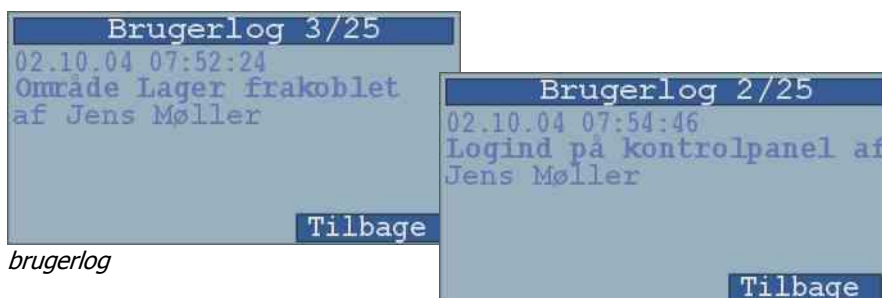 Brugerlog 3/25
02.10.04 07:52:24
Område Lager frakoblet
af Jens Møller
Tilbage
brugerlog
Brugerlog 2/25
02.10.04 07:54:46
Logind på kontrolpanel af
Jens Møller
Tilbage